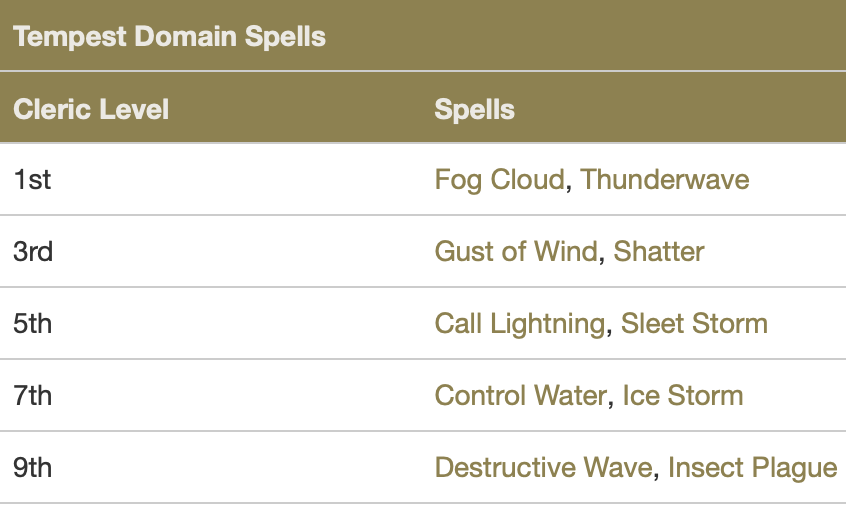 Tempest Domain Spells
Cleric Level Spells
1st Fog Cloud, Thunderwave
3rd Gust of Wind, Shatter
5th Call Lightning, Sleet Storm
7th Control Water, Ice Storm
9th Destructive Wave, Insect Plague